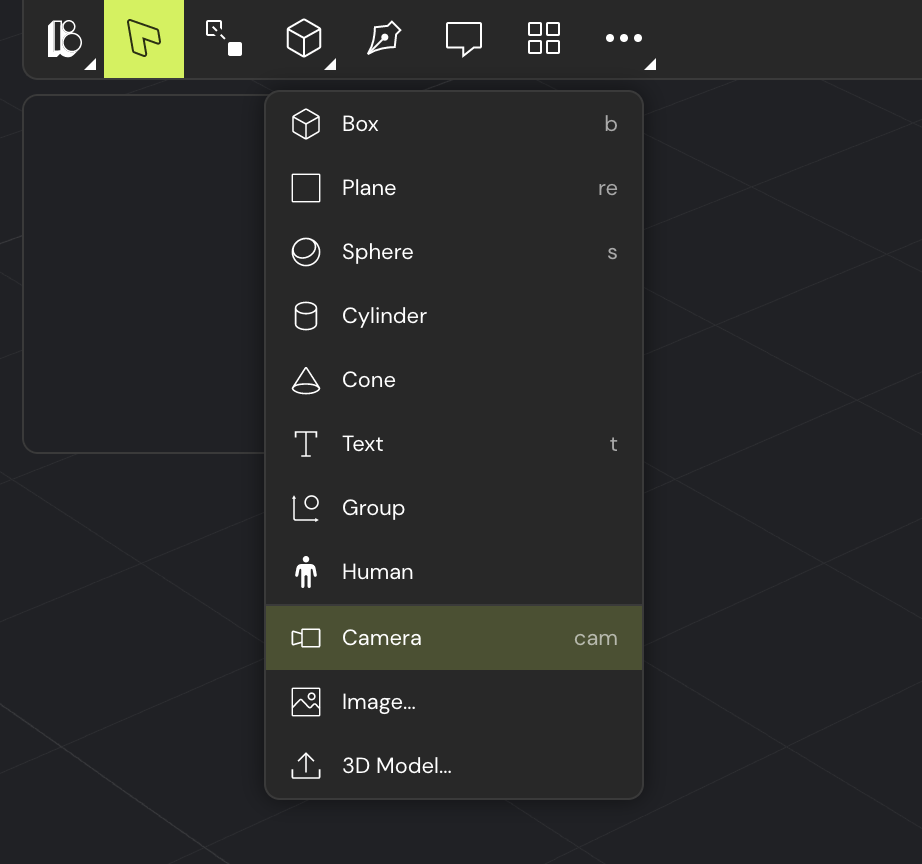 Box b
Plane re
Sphere s
Cylinder
Cone
Text t
Group
Human
Camera cam
Image...
3D Model...